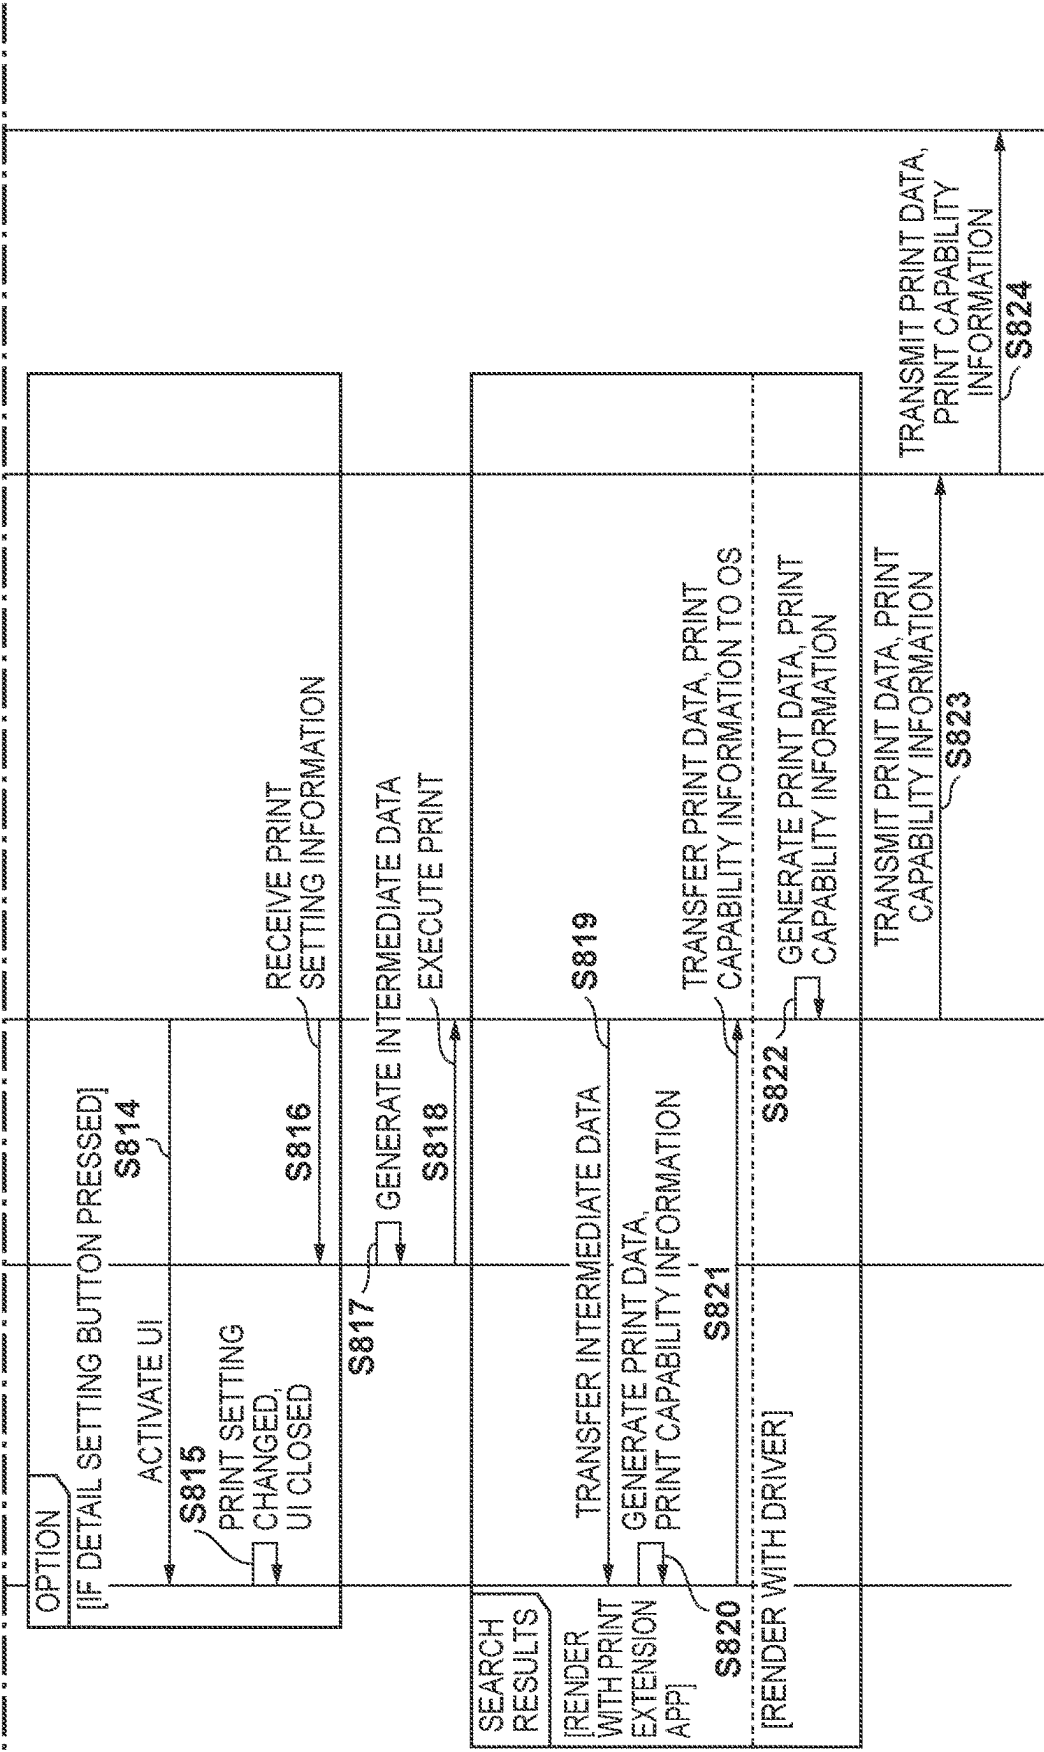 OPTION
[IF DETAIL SETTING BUTTON PRESSED]
ACTIVATE UI
S814
S815
PRINT SETTING
CHANGED,
UI CLOSED
RECEIVE PRINT
SETTING INFORMATION
S816
S817
GENERATE INTERMEDIATE DATA
EXECUTE PRINT
S818
SEARCH
RESULTS
[RENDER
WITH PRINT
EXTENSION
APP]
TRANSFER INTERMEDIATE DATA
S819
GENERATE PRINT DATA,
PRINT CAPABILITY INFORMATION
S820
TRANSFER PRINT DATA, PRINT
CAPABILITY INFORMATION TO OS
S821
[RENDER WITH DRIVER]
S822
GENERATE PRINT DATA, PRINT
CAPABILITY INFORMATION
TRANSMIT PRINT DATA, PRINT
CAPABILITY INFORMATION
S823
TRANSMIT PRINT DATA,
PRINT CAPABILITY
INFORMATION
S824